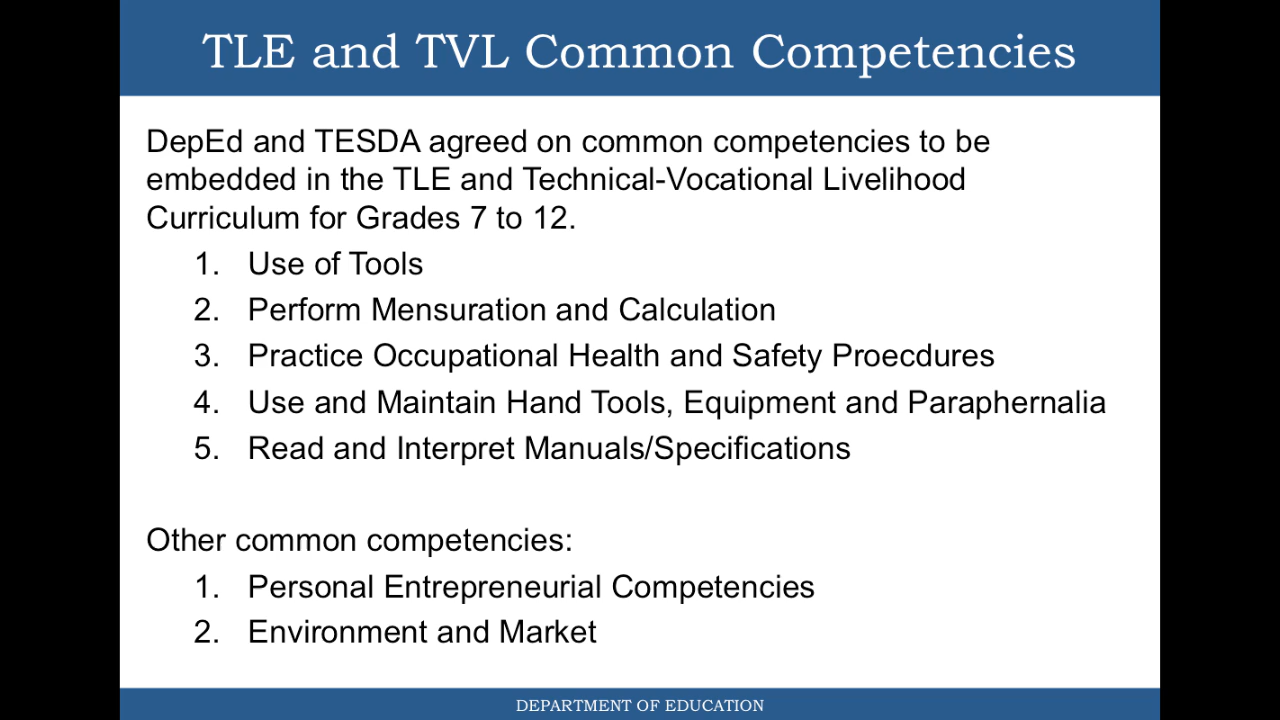 TLE and TVL Common Competencies
DepEd and TESDA agreed on common competencies to be
embedded in the TLE and Technical-Vocational Livelihood
Curriculum for Grades 7 to 12.
1. Use of Tools
2. Perform Mensuration and Calculation
3. Practice Occupational Health and Safety Proecdures
4. Use and Maintain Hand Tools, Equipment and Paraphernalia
5. Read and Interpret Manuals/Specifications
Other common competencies:
1. Personal Entrepreneurial Competencies
2. Environment and Market
DEPARTMENT OF EDUCATION